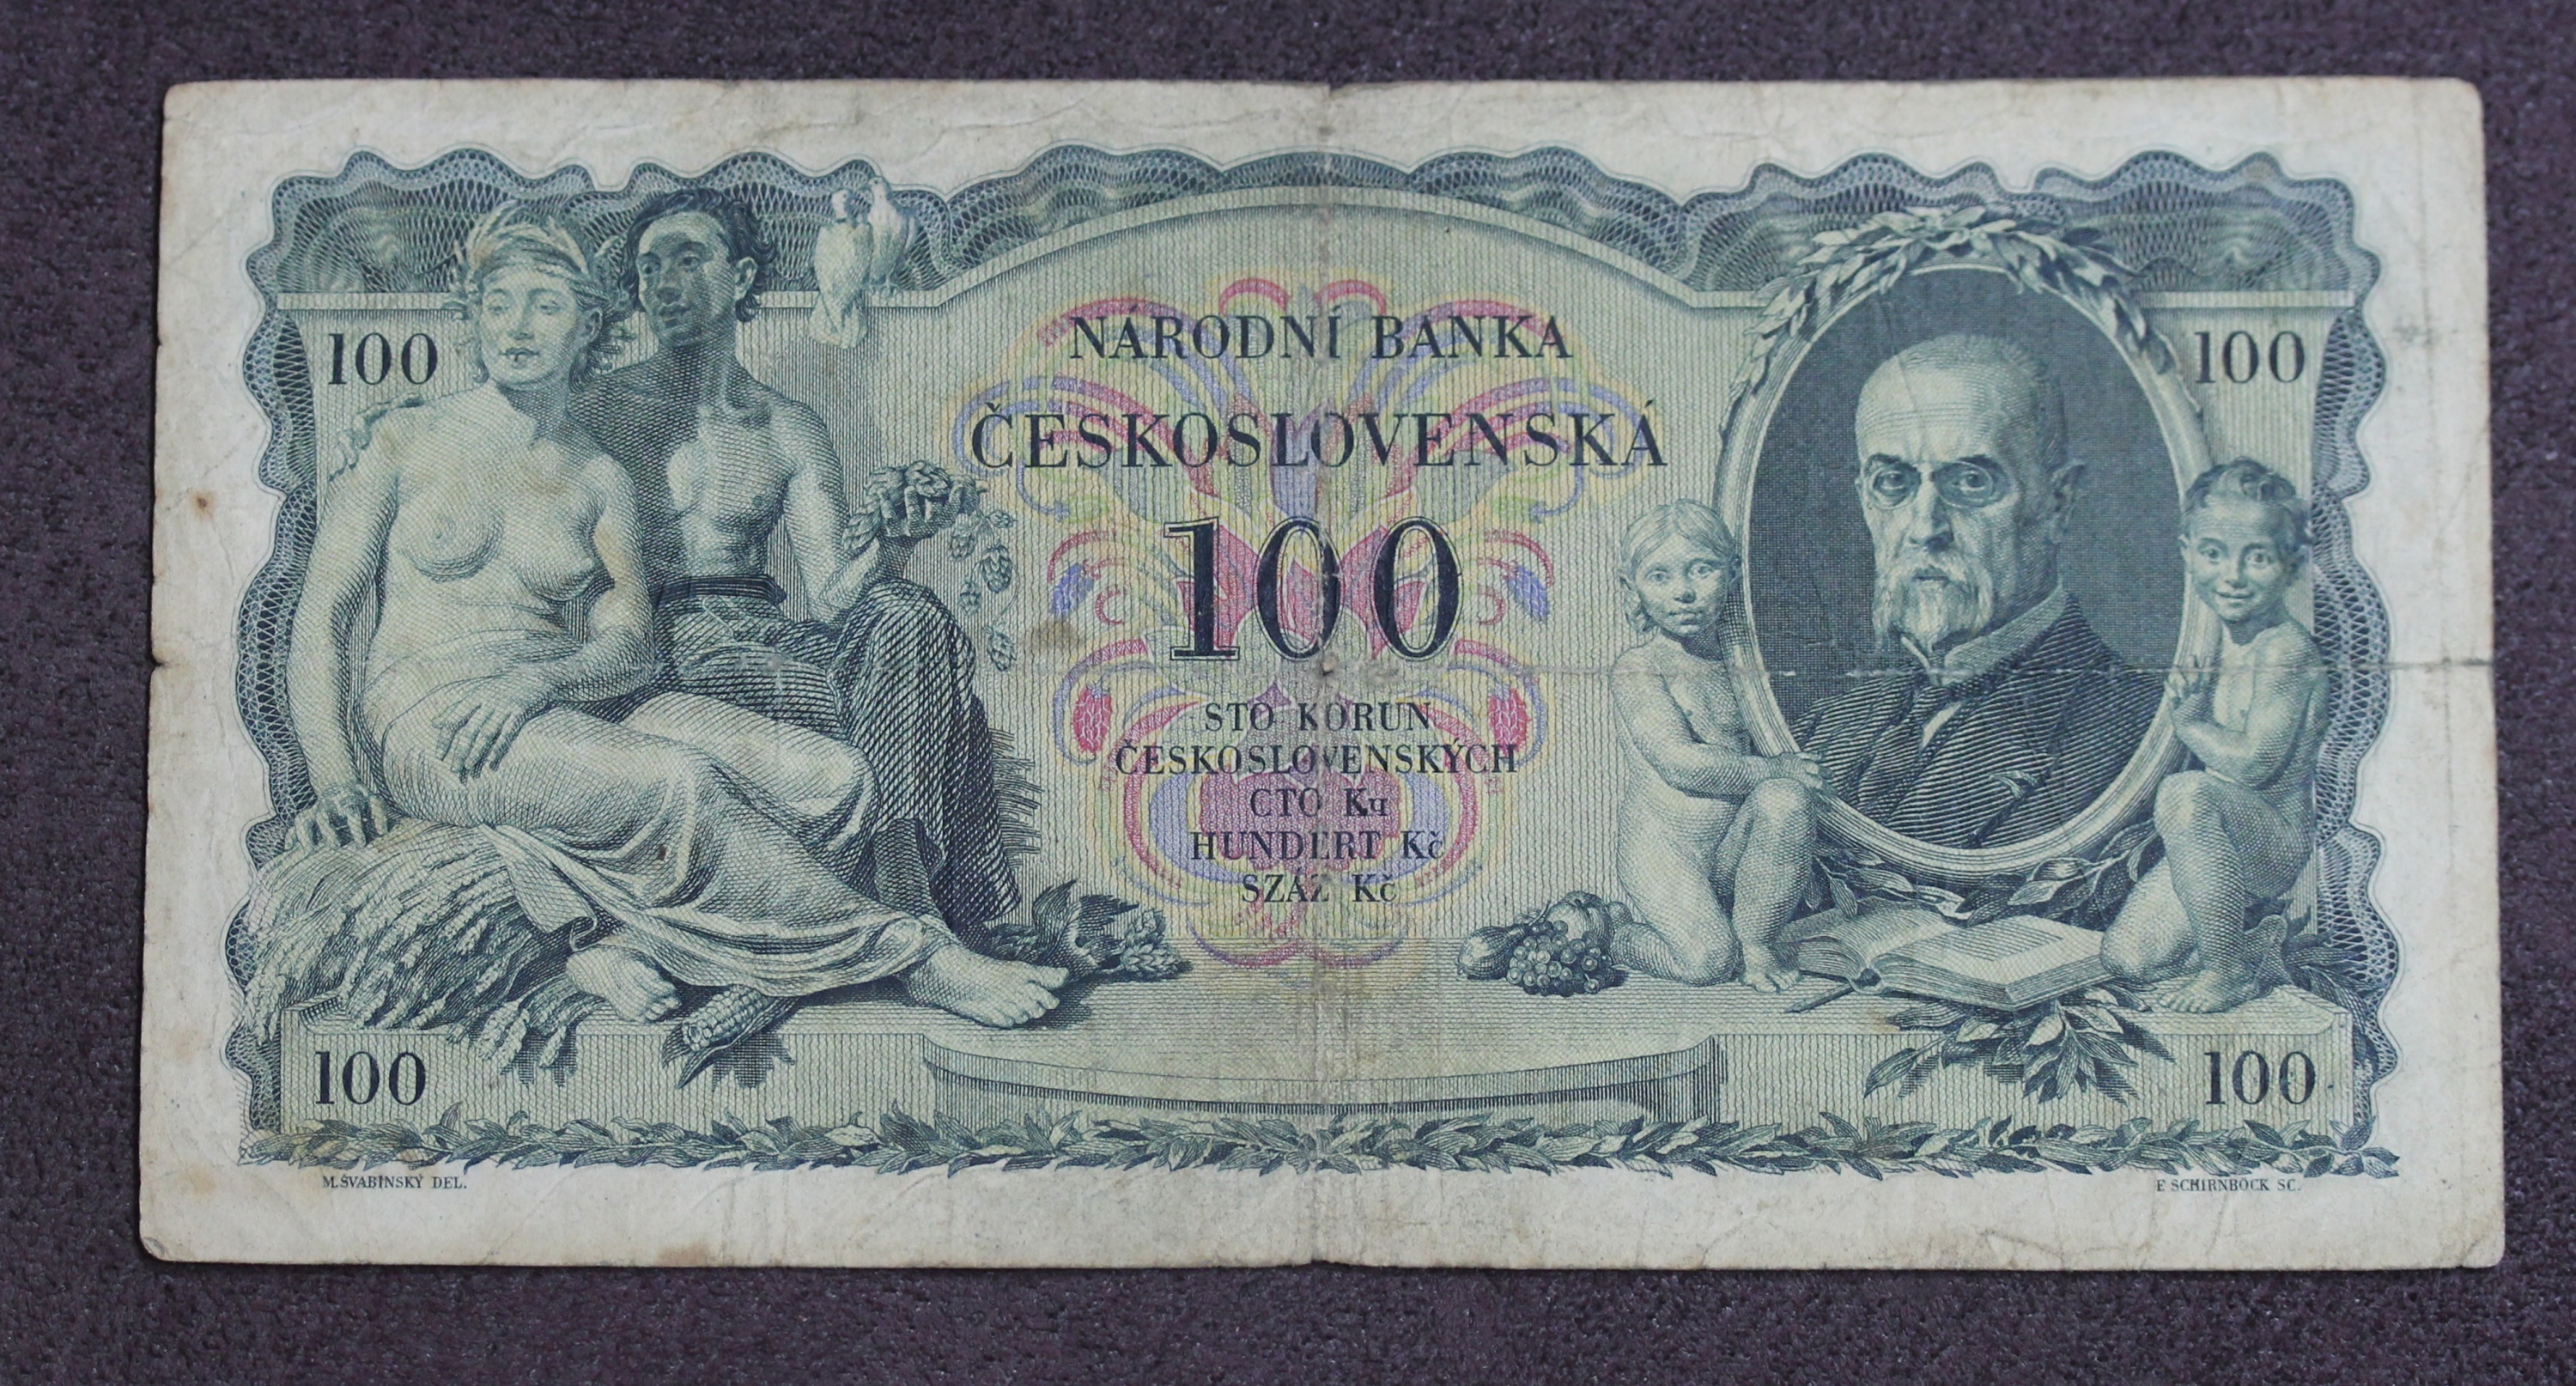 100
100
NÁRODNÍ BANKA
ČESKOSLOVENSKÁ
100
STO KORUN
ČESKOSLOVENSKÝCH
СТО Кч
HUNDERT Kč
SZÁZ Kč
100
100
M. ŠVABINSKÝ DEL.
F. SCHIRNBÖCK SC.